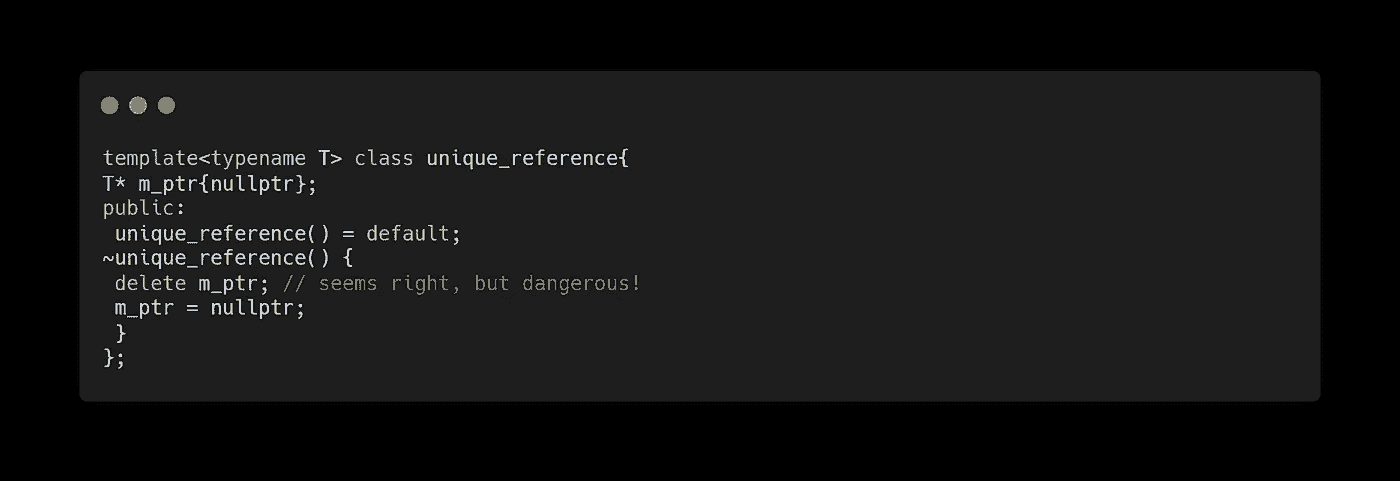 template<typename T> class unique_reference{
T* m_ptr{nullptr};
public:
 unique_reference() = default;
~unique_reference() {
 delete m_ptr; // seems right, but dangerous!
 m_ptr = nullptr;
 }
};